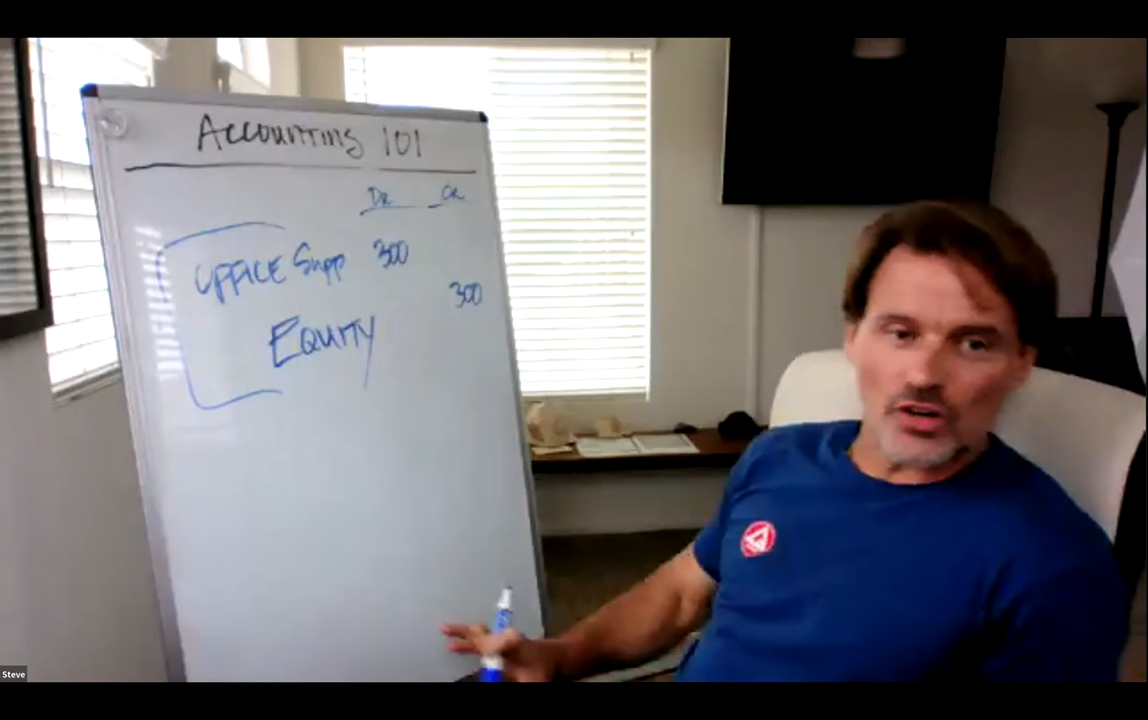 Accounting 101
DR CR
OFFICE Supp 300
300
Equity
Steve